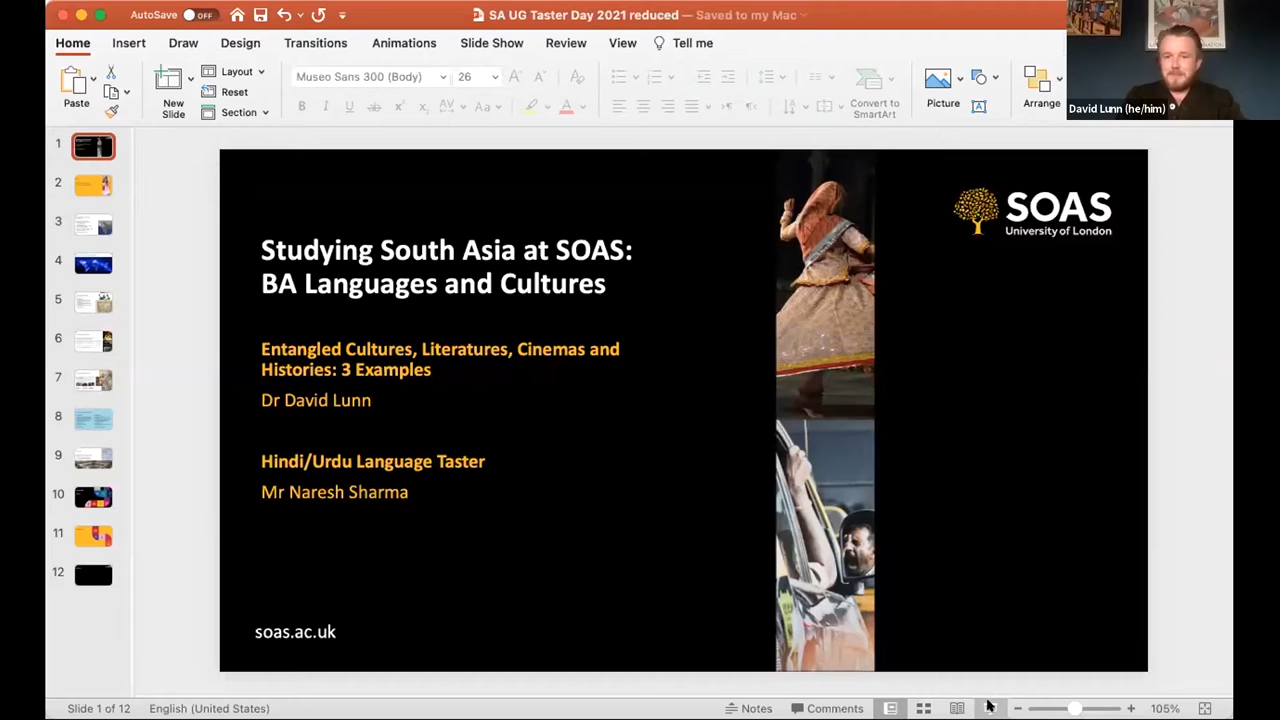 AutoSave
OFF
SA UG Taster Day 2021 reduced — Saved to my Mac
Home
Insert
Draw
Design
Transitions
Animations
Slide Show
Review
View
Tell me
Paste
New
Slide
Layout
Reset
Section
Museo Sans 300 (Body)
26
Convert to
SmartArt
Picture
Arrange
David Lunn (he/him)
1
2
3
4
5
6
7
8
9
10
11
12
SOAS
University of London
Studying South Asia at SOAS:
BA Languages and Cultures
Entangled Cultures, Literatures, Cinemas and
Histories: 3 Examples
Dr David Lunn
Hindi/Urdu Language Taster
Mr Naresh Sharma
soas.ac.uk
Slide 1 of 12
English (United States)
Notes
Comments
105%